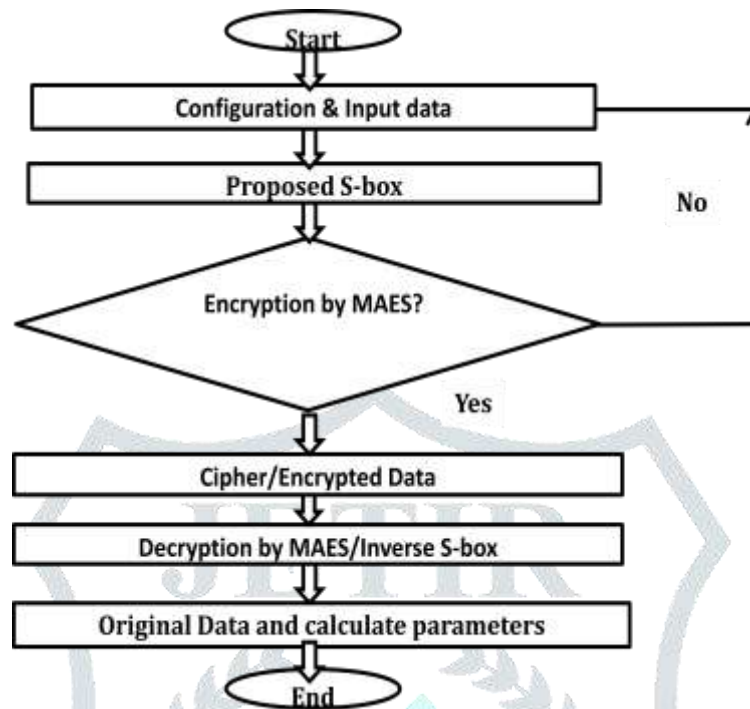 Start
Configuration & Input data
Proposed S-box
No
Encryption by MAES?
Yes
Cipher/Encrypted Data
JETIR
Decryption by MAES/Inverse S-box
Original Data and calculate parameters
End